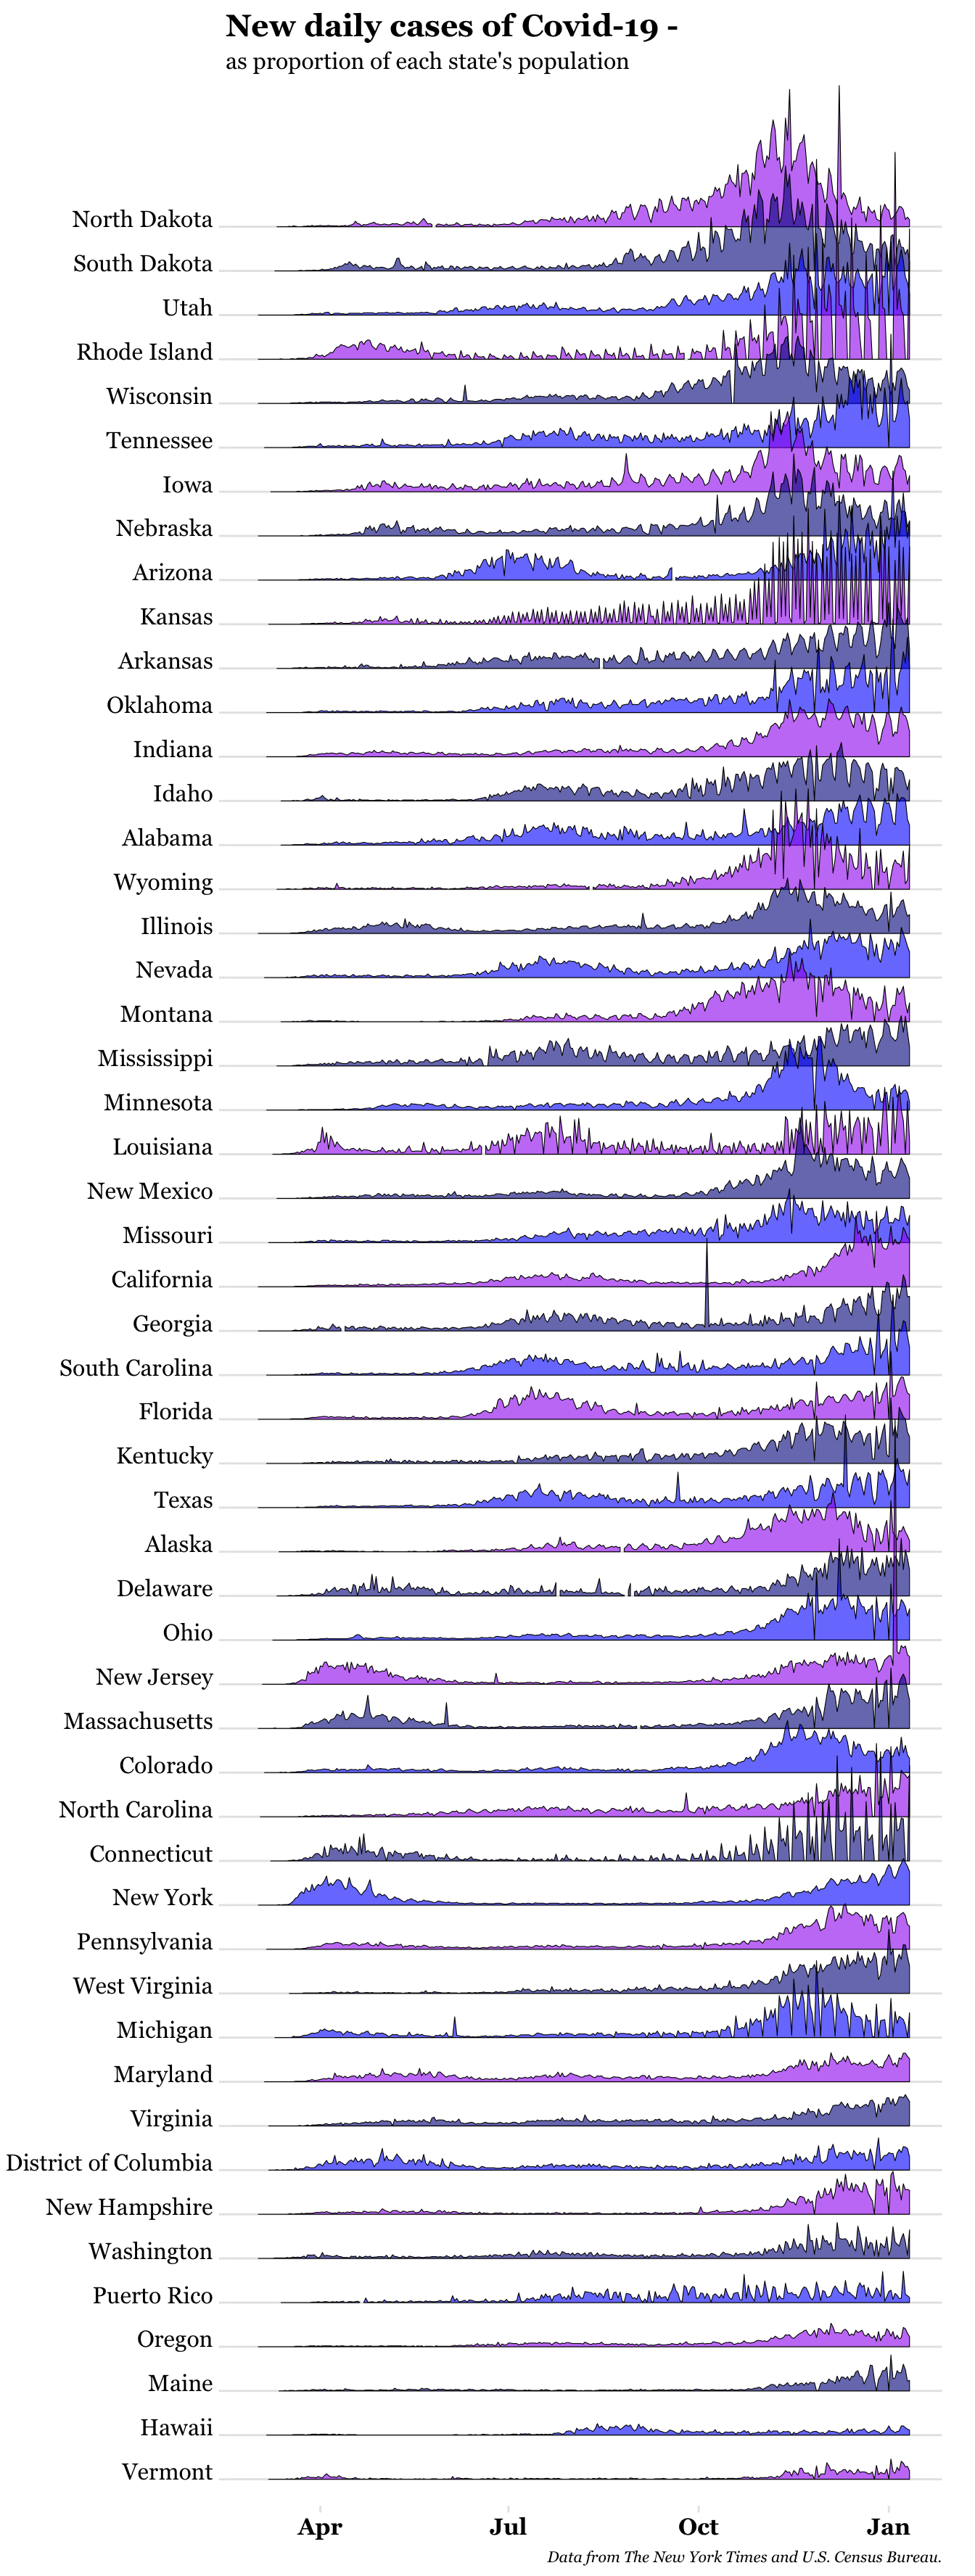 New daily cases of Covid-19 -
as proportion of each state's population
North Dakota
South Dakota
Utah
Rhode Island
Wisconsin
Tennessee
Iowa
Nebraska
Arizona
Kansas
Arkansas
Oklahoma
Indiana
Idaho
Alabama
Wyoming
Illinois
Nevada
Montana
Mississippi
Minnesota
Louisiana
New Mexico
Missouri
California
Georgia
South Carolina
Florida
Kentucky
Texas
Alaska
Delaware
Ohio
New Jersey
Massachusetts
Colorado
North Carolina
Connecticut
New York
Pennsylvania
West Virginia
Michigan
Maryland
Virginia
District of Columbia
New Hampshire
Washington
Puerto Rico
Oregon
Maine
Hawaii
Vermont
Apr Jul Oct Jan
Data from The New York Times and U.S. Census Bureau.